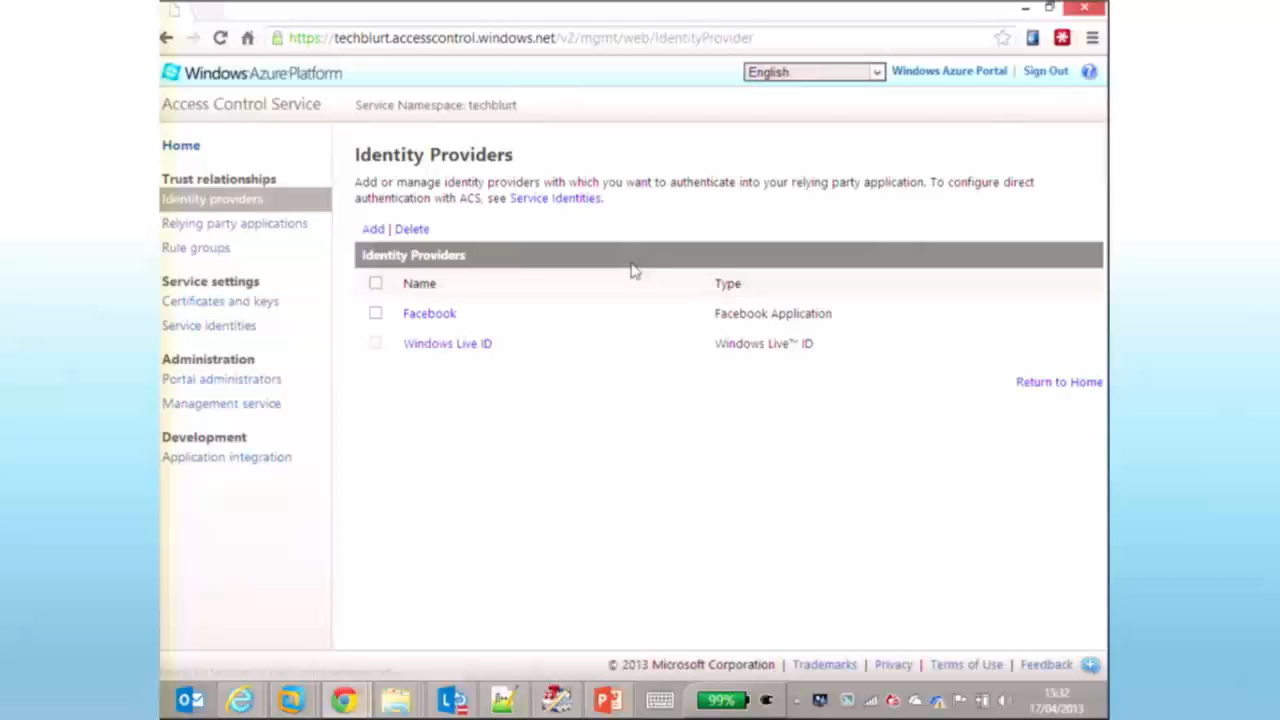 https://techblurt.accesscontrol.windows.net/v2/mgmt/web/IdentityProvider
Windows Azure Platform
English
Windows Azure Portal | Sign Out
Access Control Service
Service Namespace: techblurt
Home
Trust relationships
Identity providers
Relying party applications
Rule groups
Service settings
Certificates and keys
Service identities
Administration
Portal administrators
Management service
Development
Application integration
Identity Providers
Add or manage identity providers with which you want to authenticate into your relying party application. To configure direct
authentication with ACS, see Service Identities.
Add | Delete
Identity Providers
Name Type
Facebook Facebook Application
Windows Live ID Windows Live™ ID
Return to Home
© 2013 Microsoft Corporation | Trademarks | Privacy | Terms of Use | Feedback
99%
15:32
17/04/2013